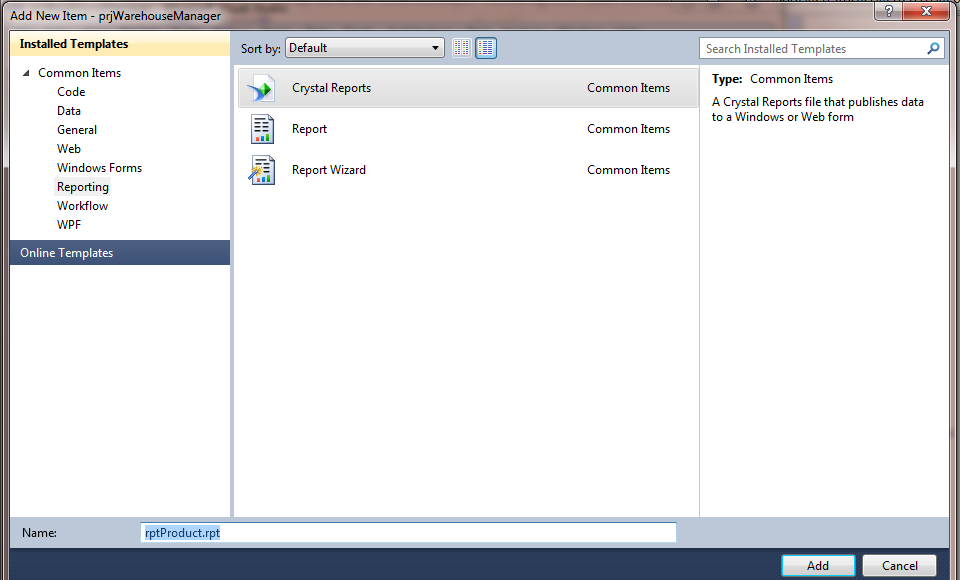 Add New Item - prjWarehouseManager
?
Installed Templates
Common Items
Code
Data
General
Web
Windows Forms
Reporting
Workflow
WPF
Online Templates
Sort by: Default
Crystal Reports Common Items
Report Common Items
Report Wizard Common Items
Search Installed Templates
Type: Common Items
A Crystal Reports file that publishes data
to a Windows or Web form
Name: rptProduct.rpt
Add Cancel